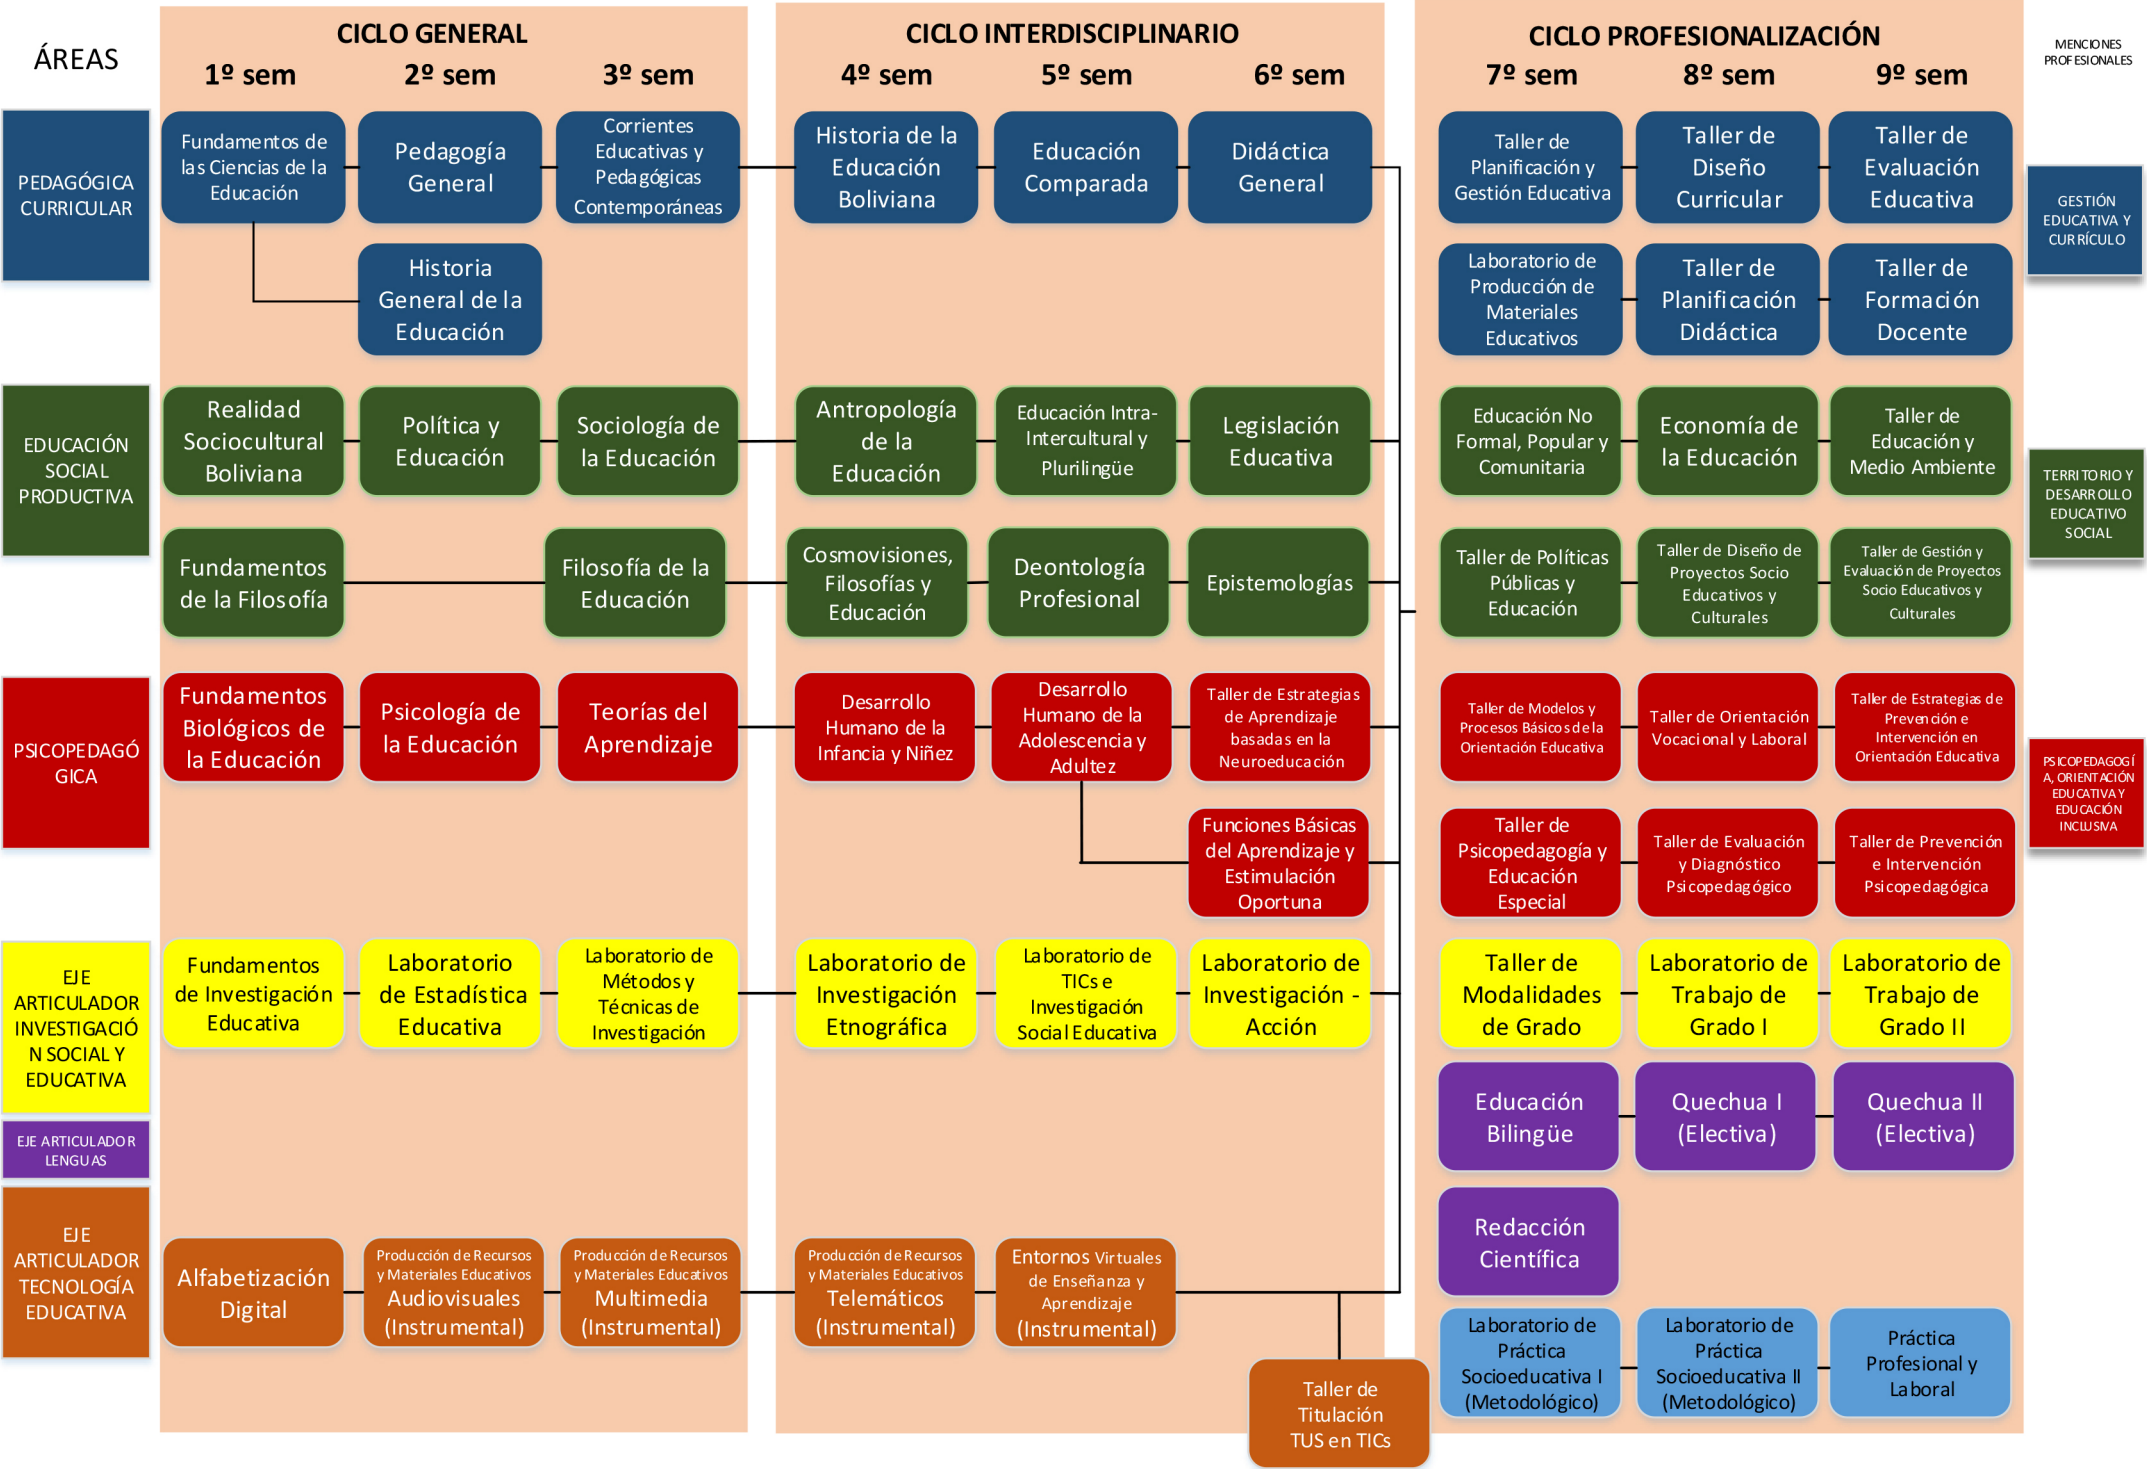 ÁREAS
CICLO GENERAL
1º sem
2º sem
3º sem
CICLO INTERDISCIPLINARIO
4º sem
5º sem
6º sem
CICLO PROFESIONALIZACIÓN
7º sem
8º sem
9º sem
MENCIONES
PROFESIONALES
PEDAGÓGICA
CURRICULAR
Fundamentos de
las Ciencias de la
Educación
Pedagogía
General
Corrientes
Educativas y
Pedagógicas
Contemporáneas
Historia de la
Educación
Boliviana
Educación
Comparada
Didáctica
General
Taller de
Planificación y
Gestión Educativa
Taller de
Diseño
Curricular
Taller de
Evaluación
Educativa
GESTIÓN
EDUCATIVA Y
CURRÍCULO
Historia
General de la
Educación
Laboratorio de
Producción de
Materiales
Educativos
Taller de
Planificación
Didáctica
Taller de
Formación
Docente
EDUCACIÓN
SOCIAL
PRODUCTIVA
Realidad
Sociocultural
Boliviana
Política y
Educación
Sociología de
la Educación
Antropología
de la
Educación
Educación Intra-
Intercultural y
Plurilingüe
Legislación
Educativa
Educación No
Formal, Popular y
Comunitaria
Economía de
la Educación
Taller de
Educación y
Medio Ambiente
TERRITORIO Y
DESARROLLO
EDUCATIVO
SOCIAL
Fundamentos
de la Filosofía
Filosofía de la
Educación
Cosmovisiones,
Filosofías y
Educación
Deontología
Profesional
Epistemologías
Taller de Políticas
Públicas y
Educación
Taller de Diseño de
Proyectos Socio
Educativos y
Culturales
Taller de Gestión y
Evaluación de Proyectos
Socio Educativos y
Culturales
PSICOPEDAGÓ
GICA
Fundamentos
Biológicos de
la Educación
Psicología de
la Educación
Teorías del
Aprendizaje
Desarrollo
Humano de la
Infancia y Niñez
Desarrollo
Humano de la
Adolescencia y
Adultez
Taller de Estrategias
de Aprendizaje
basadas en la
Neuroeducación
Taller de Modelos y
Procesos Básicos de la
Orientación Educativa
Taller de Orientación
Vocacional y Laboral
Taller de Estrategias de
Prevención e
Intervención en
Orientación Educativa
PSICOPEDAGOGÍ
A, ORIENTACIÓN
EDUCATIVA Y
EDUCACIÓN
INCLUSIVA
Funciones Básicas
del Aprendizaje y
Estimulación
Oportuna
Taller de
Psicopedagogía y
Educación
Especial
Taller de Evaluación
y Diagnóstico
Psicopedagógico
Taller de Prevención
e Intervención
Psicopedagógica
EJE
ARTICULADOR
INVESTIGACIÓ
N SOCIAL Y
EDUCATIVA
Fundamentos
de Investigación
Educativa
Laboratorio
de Estadística
Educativa
Laboratorio de
Métodos y
Técnicas de
Investigación
Laboratorio de
Investigación
Etnográfica
Laboratorio de
TICs e
Investigación
Social Educativa
Laboratorio de
Investigación -
Acción
Taller de
Modalidades
de Grado
Laboratorio de
Trabajo de
Grado I
Laboratorio de
Trabajo de
Grado II
EJE ARTICULADOR
LENGUAS
Educación
Bilingüe
Quechua I
(Electiva)
Quechua II
(Electiva)
Redacción
Científica
EJE
ARTICULADOR
TECNOLOGÍA
EDUCATIVA
Alfabetización
Digital
Producción de Recursos
y Materiales Educativos
Audiovisuales
(Instrumental)
Producción de Recursos
y Materiales Educativos
Multimedia
(Instrumental)
Producción de Recursos
y Materiales Educativos
Telemáticos
(Instrumental)
Entornos Virtuales
de Enseñanza y
Aprendizaje
(Instrumental)
Taller de
Titulación
TUS en TICs
Laboratorio de
Práctica
Socioeducativa I
(Metodológico)
Laboratorio de
Práctica
Socioeducativa II
(Metodológico)
Práctica
Profesional y
Laboral